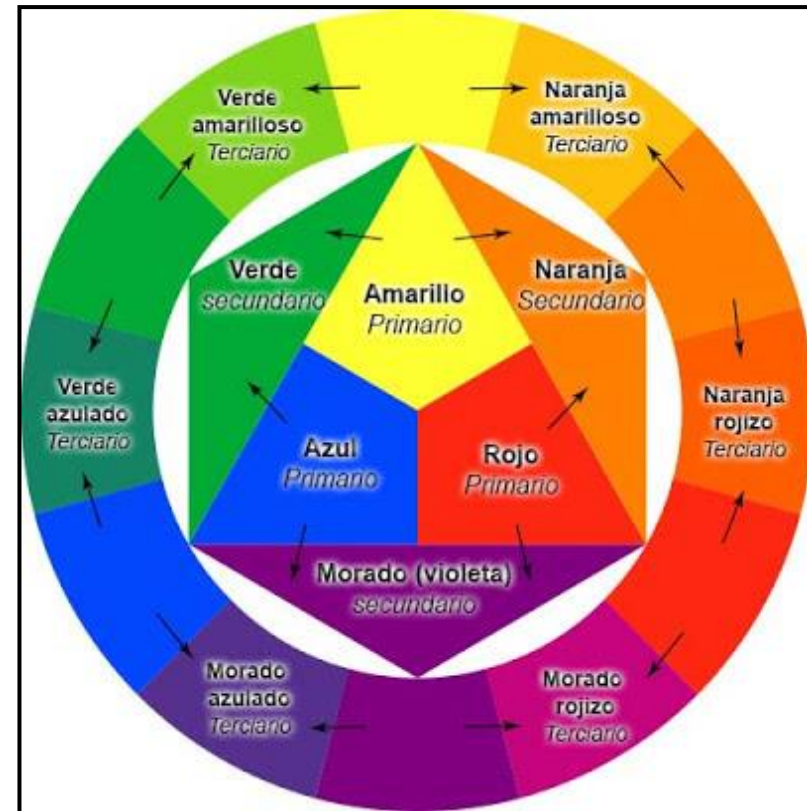 Verde
amarilloso
Terciario
Naranja
amarilloso
Terciario
Verde
secundario
Amarillo
Primario
Naranja
Secundario
Verde
azulado
Terciario
Azul
Primario
Rojo
Primario
Naranja
rojizo
Terciario
Morado (violeta)
secundario
Morado
azulado
Terciario
Morado
rojizo
Terciario